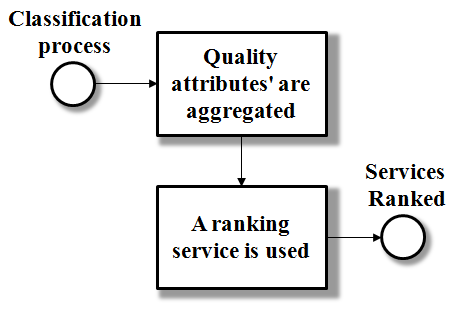 Classification
process
Quality
attributes' are
aggregated
A ranking
service is used
Services
Ranked